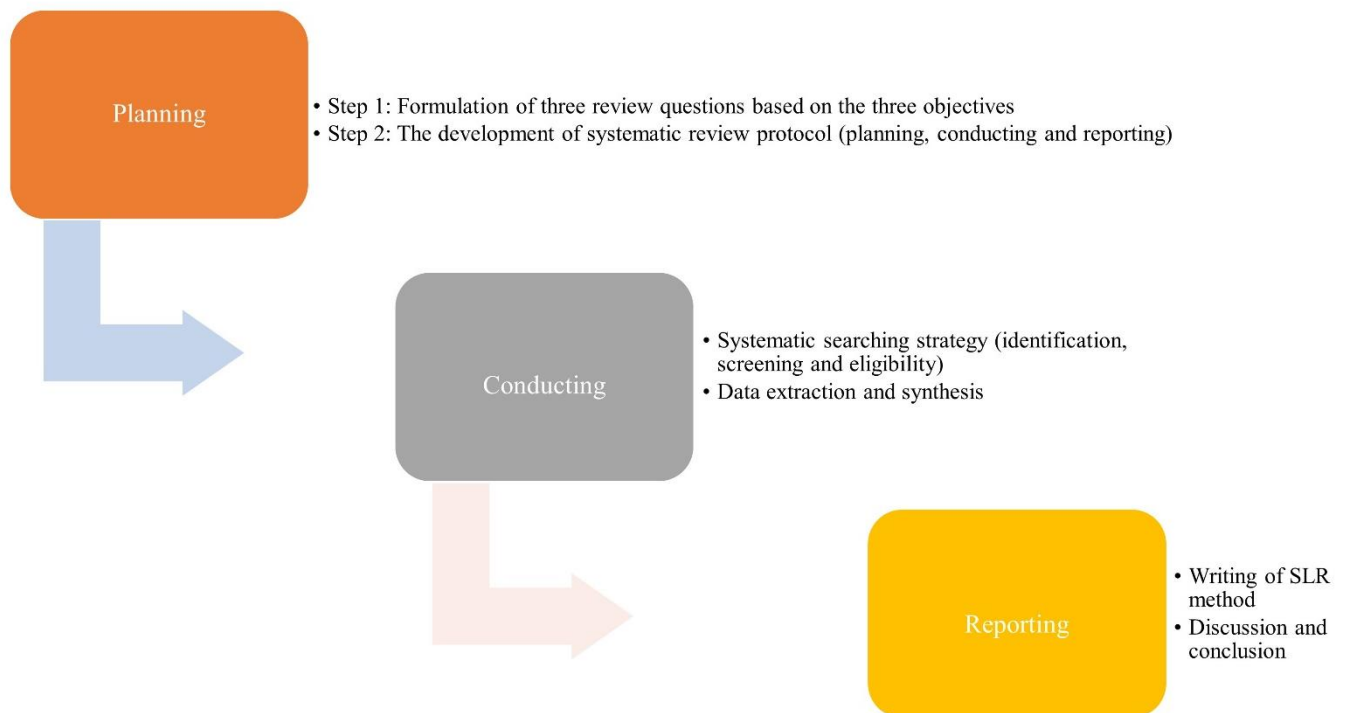 Planning
• Step 1: Formulation of three review questions based on the three objectives
• Step 2: The development of systematic review protocol (planning, conducting and reporting)
Conducting
• Systematic searching strategy (identification,
screening and eligibility)
• Data extraction and synthesis
Reporting
• Writing of SLR
method
• Discussion and
conclusion